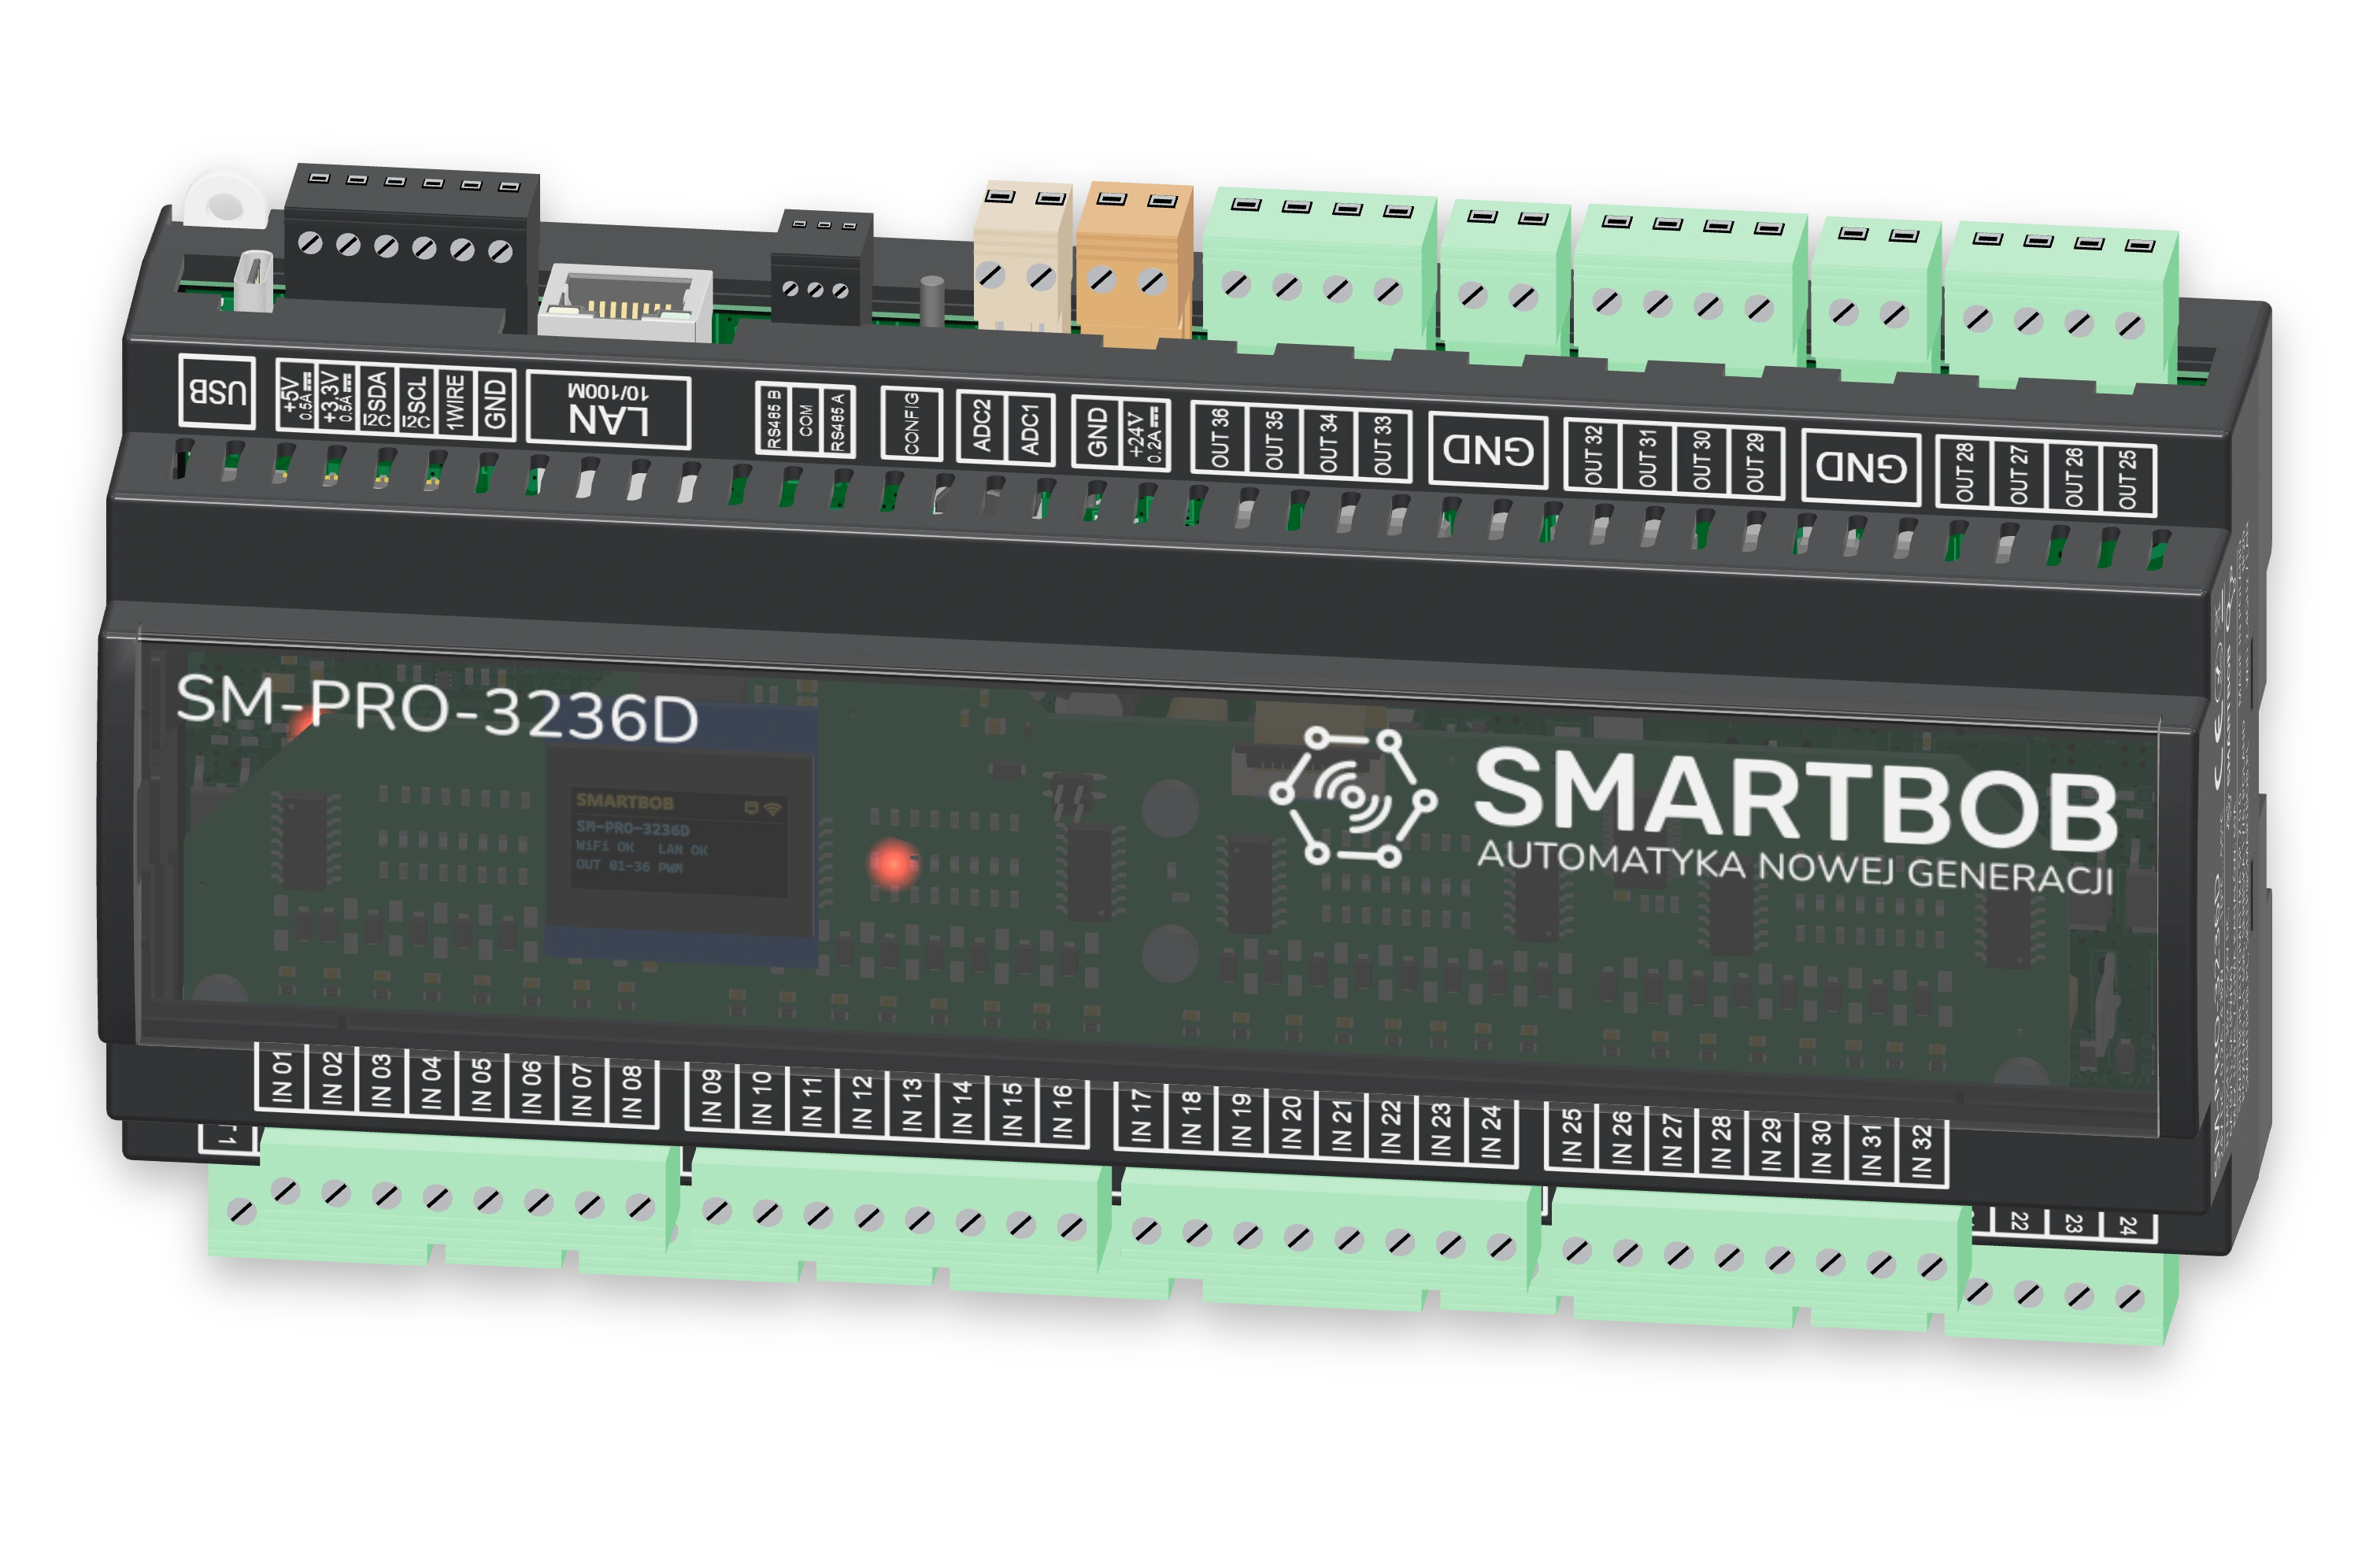 USB
+5V 0.5A
+3.3V 0.5A
I2C SDA
I2C SCL
1WIRE
GND
LAN
10/100M
RS485 B
COM
RS485 A
CONFIG
ADC2
ADC1
GND
+24V 0.2A
OUT 36
OUT 35
OUT 34
OUT 33
GND
OUT 32
OUT 31
OUT 30
OUT 29
GND
OUT 28
OUT 27
OUT 26
OUT 25
SM-PRO-3236D
SMARTBOB
SM-PRO-3236D
WiFi OK LAN OK
OUT 01-36 PWM
SMARTBOB
AUTOMATYKA NOWEJ GENERACJI
IN 01
IN 02
IN 03
IN 04
IN 05
IN 06
IN 07
IN 08
IN 09
IN 10
IN 11
IN 12
IN 13
IN 14
IN 15
IN 16
IN 17
IN 18
IN 19
IN 20
IN 21
IN 22
IN 23
IN 24
IN 25
IN 26
IN 27
IN 28
IN 29
IN 30
IN 31
IN 32
22
23
24